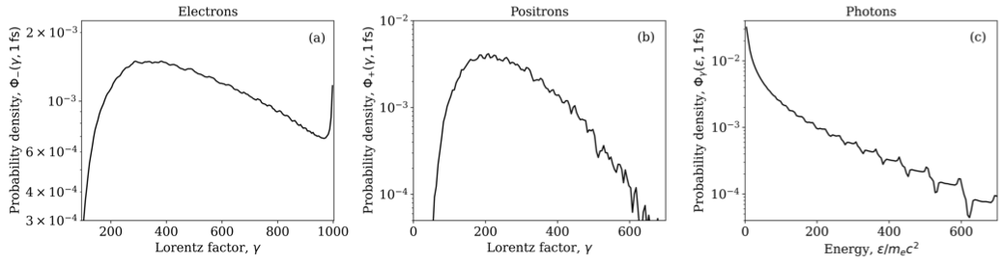 Electrons
Probability density, Φ₋(γ, 1 fs)
2 × 10⁻³
10⁻³
6 × 10⁻⁴
4 × 10⁻⁴
3 × 10⁻⁴
(a)
200 400 600 800 1000
Lorentz factor, γ
Positrons
Probability density, Φ₊(γ, 1 fs)
10⁻²
10⁻³
10⁻⁴
(b)
0 200 400 600
Lorentz factor, γ
Photons
Probability density, Φᵧ(ε, 1 fs)
10⁻²
10⁻³
10⁻⁴
(c)
0 200 400 600
Energy, ε/mₑc²